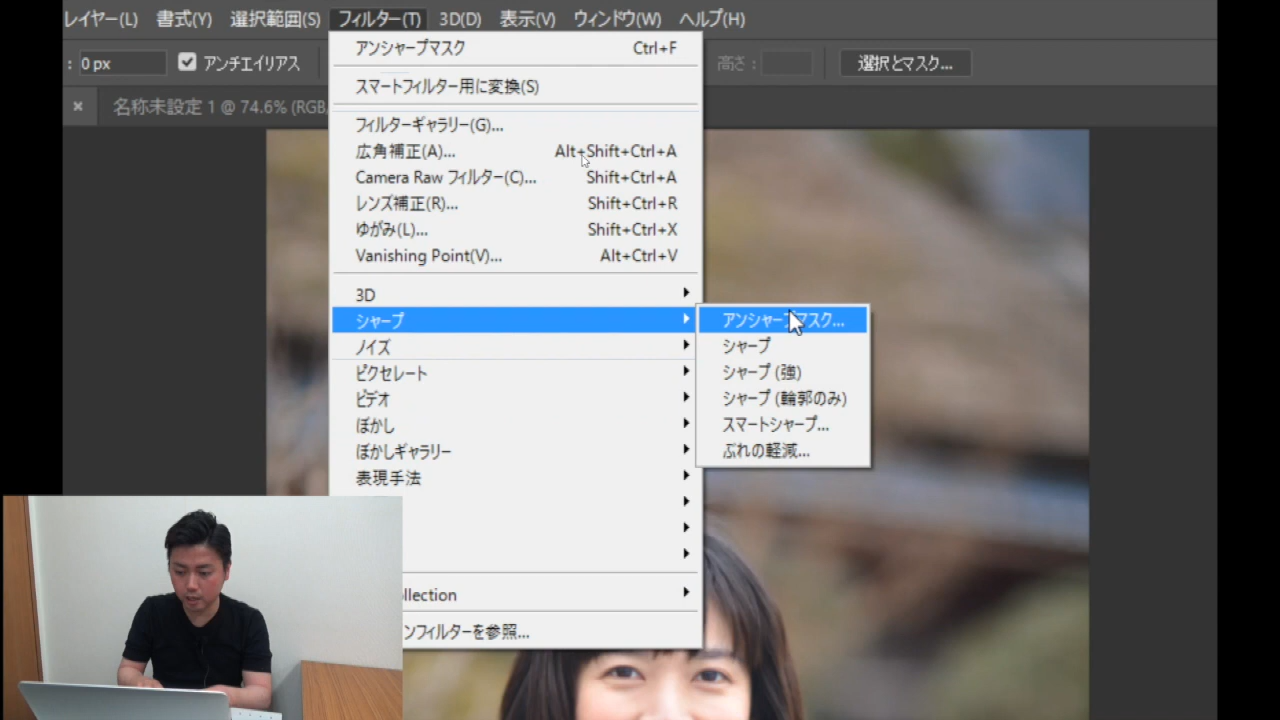 レイヤー(L) 書式(Y) 選択範囲(S) フィルター(T) 3D(D) 表示(V) ウィンドウ(W) ヘルプ(H)
: 0 px アンチエイリアス 高さ : 選択とマスク...
× 名称未設定 1 @ 74.6% (RGB/
アンシャープマスク Ctrl+F
スマートフィルター用に変換(S)
フィルターギャラリー(G)...
広角補正(A)... Alt+Shift+Ctrl+A
Camera Raw フィルター(C)... Shift+Ctrl+A
レンズ補正(R)... Shift+Ctrl+R
ゆがみ(L)... Shift+Ctrl+X
Vanishing Point(V)... Alt+Ctrl+V
3D
シャープ
ノイズ
ピクセレート
ビデオ
ぼかし
ぼかしギャラリー
表現手法
ollection
ンフィルターを参照...
アンシャープマスク...
シャープ
シャープ (強)
シャープ (輪郭のみ)
スマートシャープ...
ぶれの軽減...